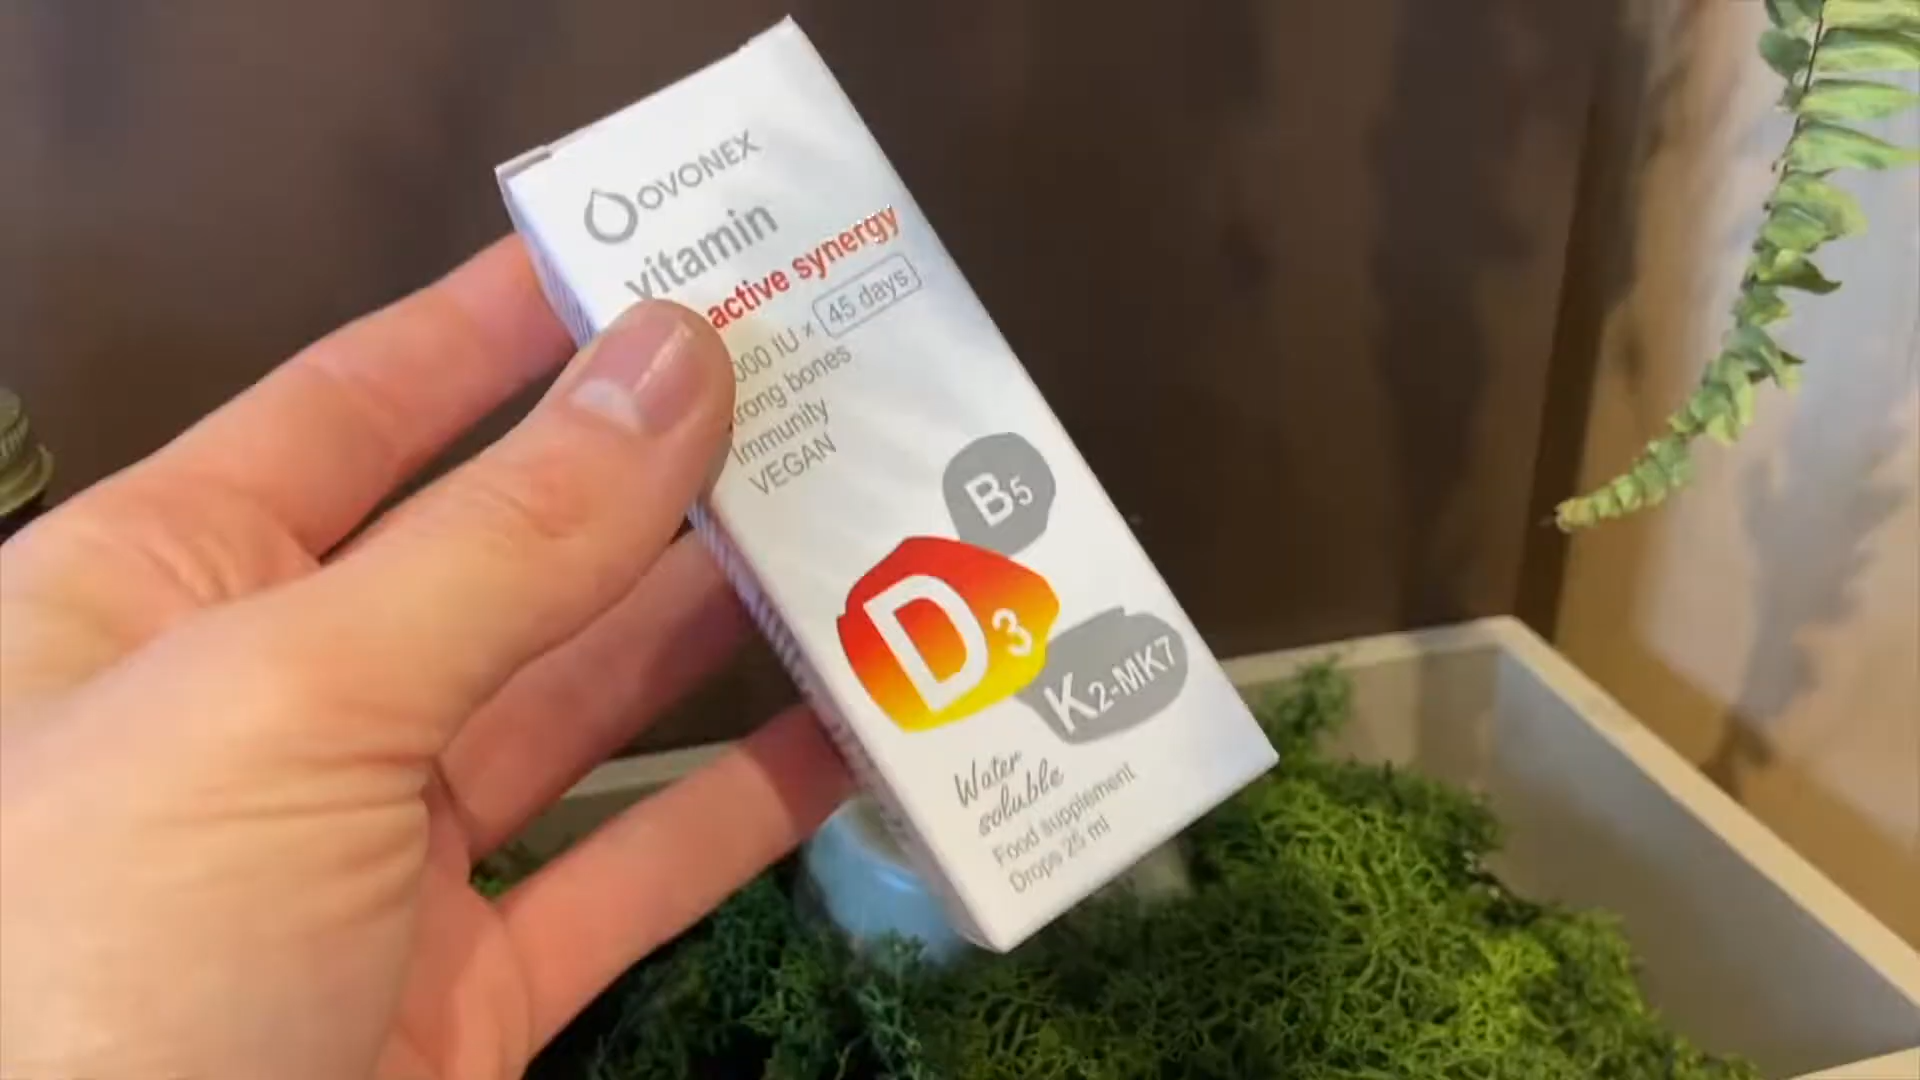 OVONEX
vitamin
active synergy
000 IU x 45 days
rong bones
Immunity
VEGAN
B5
D3
K2-MK7
Water
soluble
Food supplement
Drops 25 ml